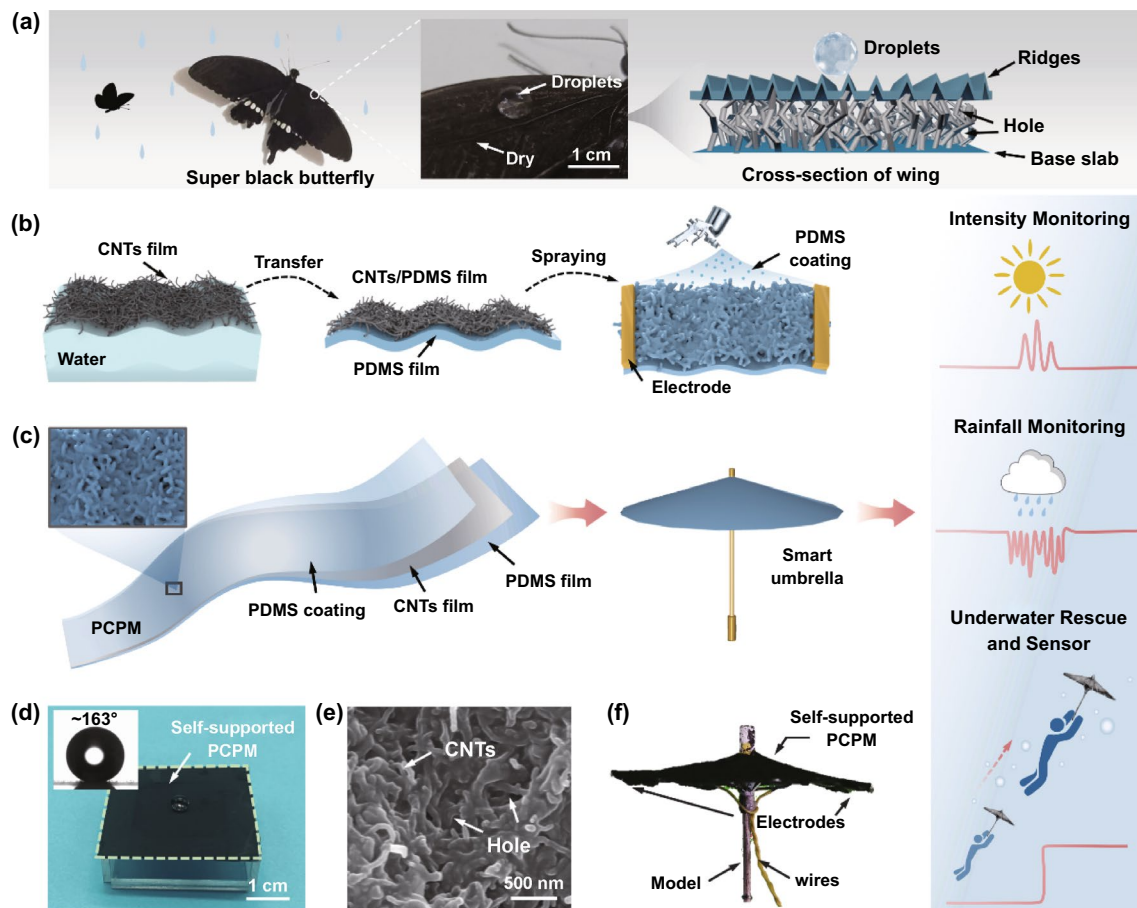 (a)
Droplets
Dry
1 cm
Super black butterfly
Droplets
Ridges
Hole
Base slab
Cross-section of wing
(b)
CNTs film
Water
Transfer
CNTs/PDMS film
PDMS film
Spraying
PDMS
coating
Electrode
Intensity Monitoring
Rainfall Monitoring
Underwater Rescue
and Sensor
(c)
PCPM
PDMS coating
CNTs film
PDMS film
Smart
umbrella
(d)
~163°
Self-supported
PCPM
1 cm
(e)
CNTs
Hole
500 nm
(f)
Self-supported
PCPM
Electrodes
Model
wires